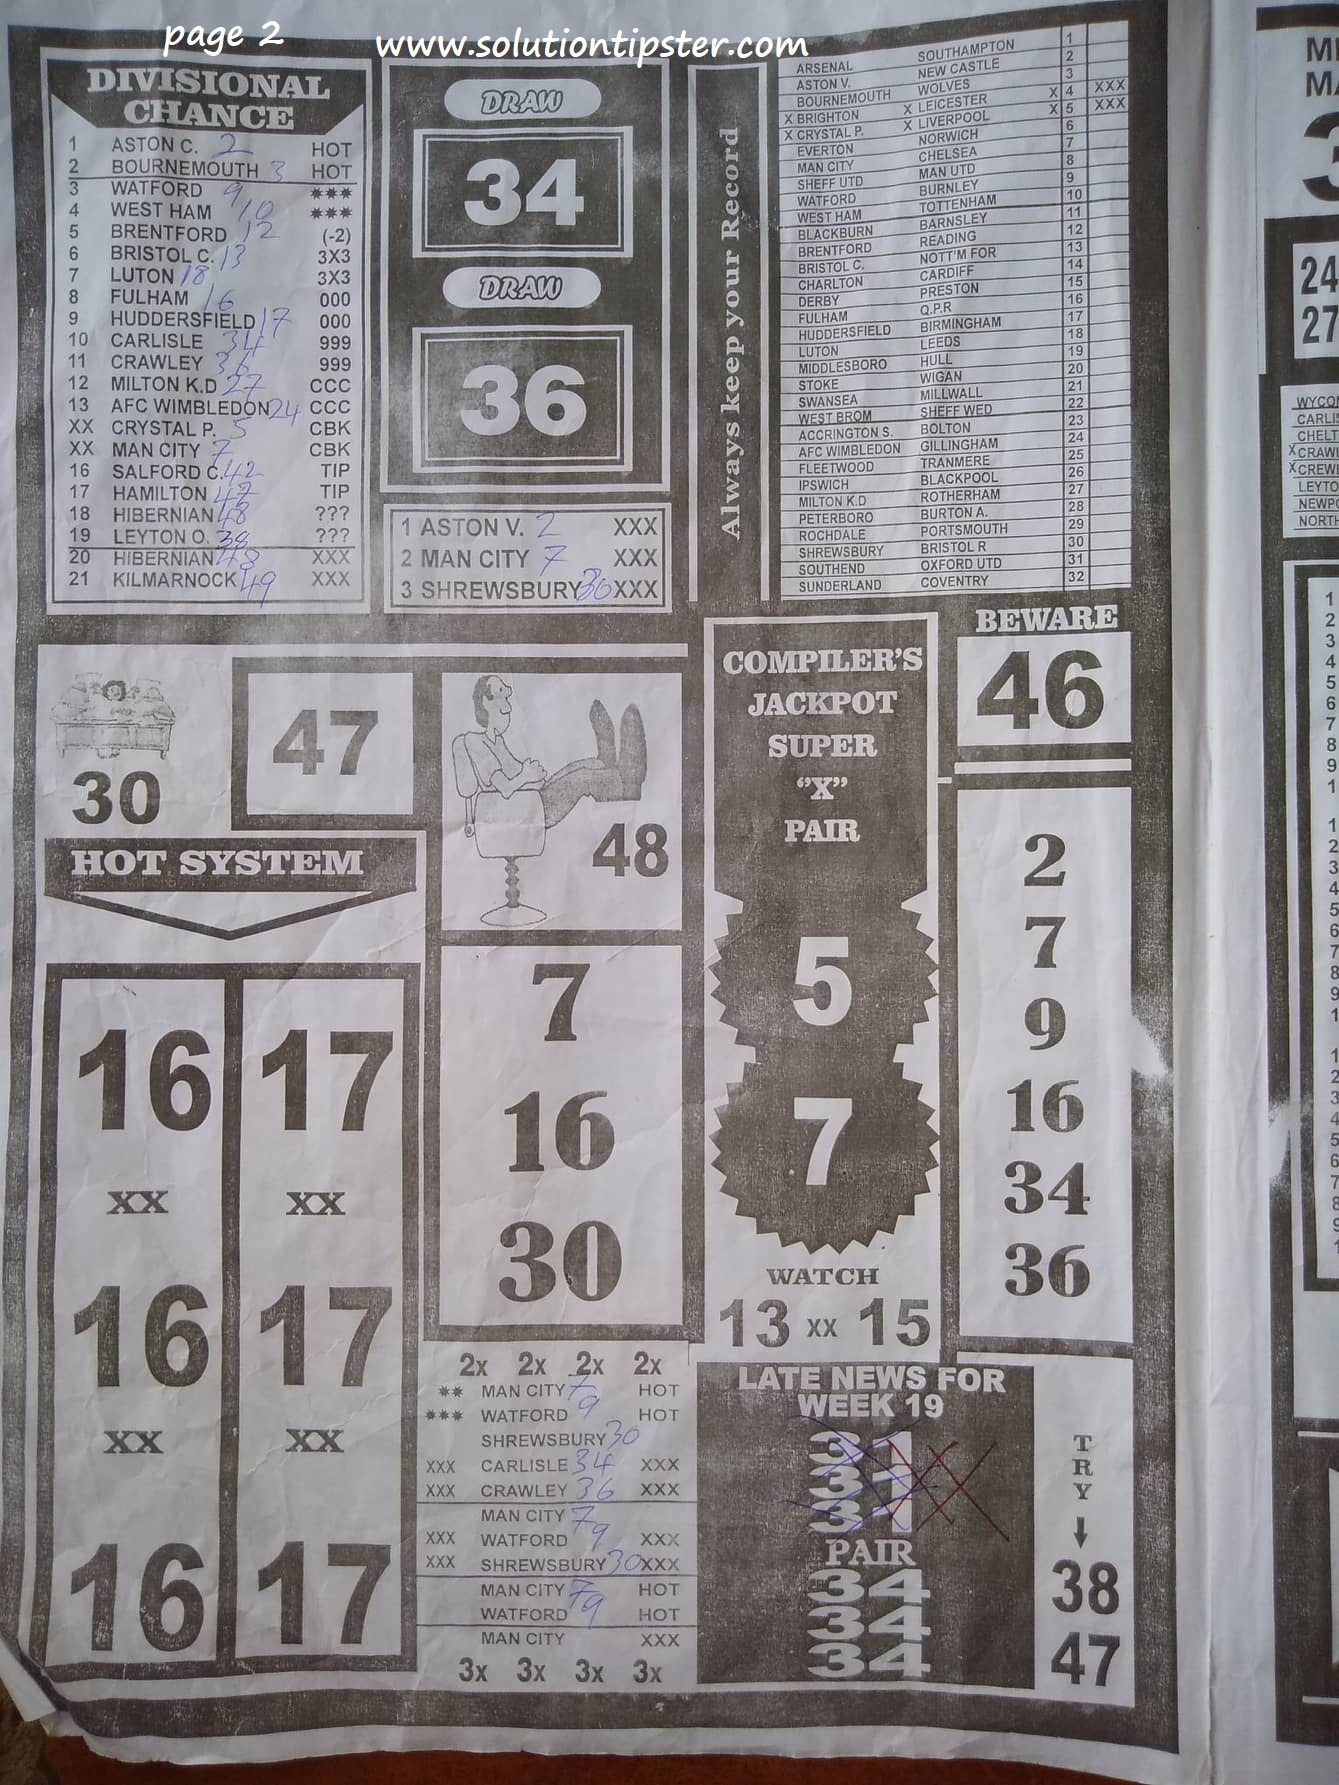 page 2
www.solutiontipster.com
DIVISIONAL
CHANCE
1 ASTON C. 2 HOT
2 BOURNEMOUTH 3 HOT
3 WATFORD 9 ***
4 WEST HAM 10 ***
5 BRENTFORD 12 (-2)
6 BRISTOL C. 13 3X3
7 LUTON 18 3X3
8 FULHAM 16 000
9 HUDDERSFIELD 17 000
10 CARLISLE 34 999
11 CRAWLEY 36 999
12 MILTON K.D 27 CCC
13 AFC WIMBLEDON 24 CCC
XX CRYSTAL P. 5 CBK
XX MAN CITY 7 CBK
16 SALFORD C. 42 TIP
17 HAMILTON 47 TIP
18 HIBERNIAN 48 ???
19 LEYTON O. 38 ???
20 HIBERNIAN 48 XXX
21 KILMARNOCK 49 XXX
DRAW
34
DRAW
36
1 ASTON V. 2 XXX
2 MAN CITY 7 XXX
3 SHREWSBURY 30 XXX
Always keep your Record
ARSENAL SOUTHAMPTON 1
ASTON V. NEW CASTLE 2
BOURNEMOUTH WOLVES 3
X BRIGHTON X LEICESTER X 4 XXX
X CRYSTAL P. X LIVERPOOL X 5 XXX
EVERTON NORWICH 6
MAN CITY CHELSEA 7
SHEFF UTD MAN UTD 8
WATFORD BURNLEY 9
WEST HAM TOTTENHAM 10
BLACKBURN BARNSLEY 11
BRENTFORD READING 12
BRISTOL C. NOTT'M FOR 13
CHARLTON CARDIFF 14
DERBY PRESTON 15
FULHAM Q.P.R 16
HUDDERSFIELD BIRMINGHAM 17
LUTON LEEDS 18
MIDDLESBORO HULL 19
STOKE WIGAN 20
SWANSEA MILLWALL 21
WEST BROM SHEFF WED 22
ACCRINGTON S. BOLTON 23
AFC WIMBLEDON GILLINGHAM 24
FLEETWOOD TRANMERE 25
IPSWICH BLACKPOOL 26
MILTON K.D ROTHERHAM 27
PETERBORO BURTON A. 28
ROCHDALE PORTSMOUTH 29
SHREWSBURY BRISTOL R 30
SOUTHEND OXFORD UTD 31
SUNDERLAND COVENTRY 32
30
47
48
HOT SYSTEM
16 17
XX XX
16 17
XX XX
16 17
7
16
30
2x 2x 2x 2x
** MAN CITY 7 HOT
*** WATFORD 9 HOT
SHREWSBURY 30
XXX CARLISLE 34 XXX
XXX CRAWLEY 36 XXX
MAN CITY 7
XXX WATFORD 9 XXX
XXX SHREWSBURY 30 XXX
MAN CITY 7 HOT
WATFORD 9 HOT
MAN CITY XXX
3x 3x 3x 3x
COMPILER'S
JACKPOT
SUPER
"X"
PAIR
5
7
WATCH
13 XX 15
BEWARE
46
2
7
9
16
34
36
LATE NEWS FOR
WEEK 19
31
31
31
PAIR
34
34
34
TRY
38
47
24
27